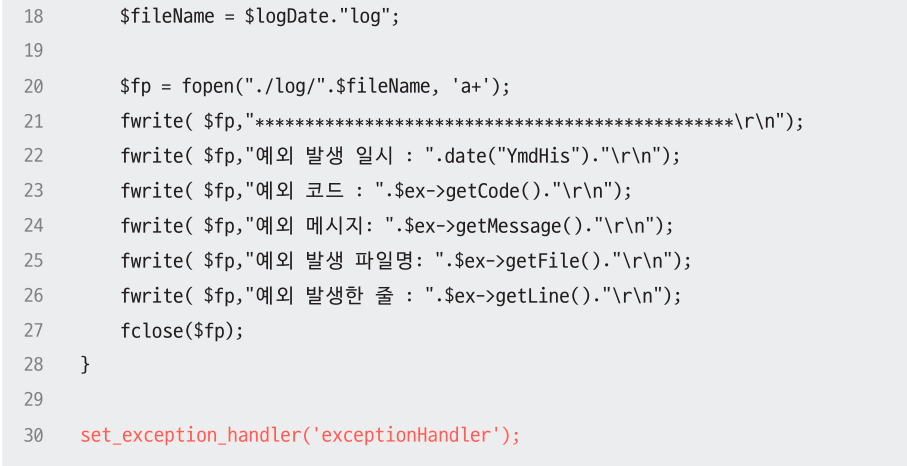 18 $fileName = $logDate."log";
19
20 $fp = fopen("./log/".$fileName, 'a+');
21 fwrite( $fp,"************************************************\r\n");
22 fwrite( $fp,"예외 발생 일시 : ".date("YmdHis")."\r\n");
23 fwrite( $fp,"예외 코드 : ".$ex->getCode()."\r\n");
24 fwrite( $fp,"예외 메시지: ".$ex->getMessage()."\r\n");
25 fwrite( $fp,"예외 발생 파일명: ".$ex->getFile()."\r\n");
26 fwrite( $fp,"예외 발생한 줄 : ".$ex->getLine()."\r\n");
27 fclose($fp);
28 }
29
30 set_exception_handler('exceptionHandler');